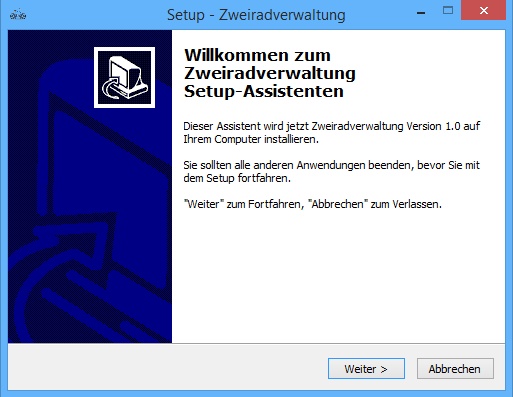 Setup - Zweiradverwaltung
Willkommen zum
Zweiradverwaltung
Setup-Assistenten
Dieser Assistent wird jetzt Zweiradverwaltung Version 1.0 auf
Ihrem Computer installieren.
Sie sollten alle anderen Anwendungen beenden, bevor Sie mit
dem Setup fortfahren.
"Weiter" zum Fortfahren, "Abbrechen" zum Verlassen.
Weiter >
Abbrechen